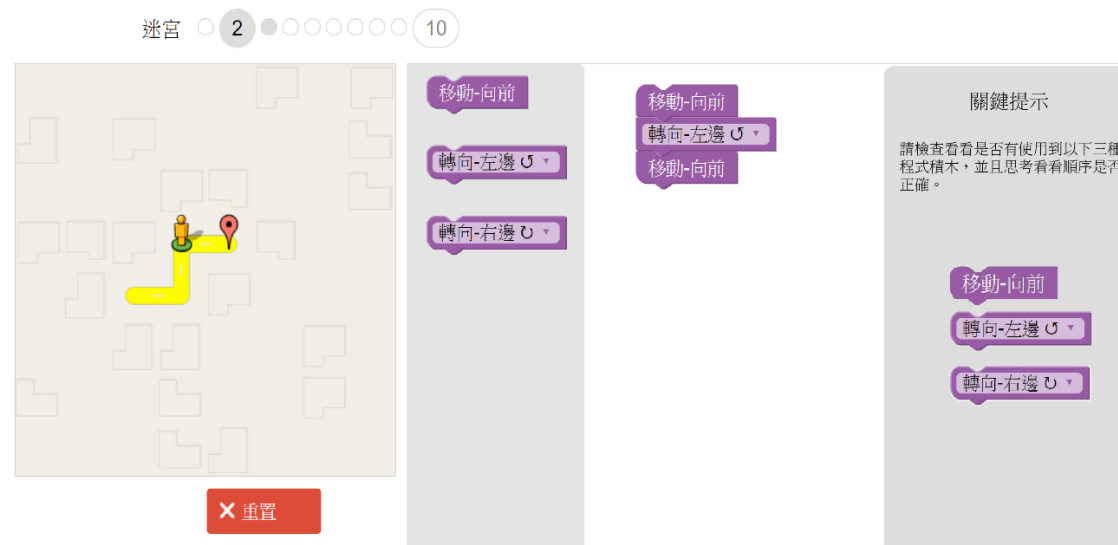 迷宮 2 10
移動-向前
轉向-左邊 ↺ ▼
轉向-右邊 ↻ ▼
移動-向前
轉向-左邊 ↺ ▼
移動-向前
關鍵提示
請檢查看看是否有使用到以下三種
程式積木，並且思考看看順序是否
正確。
移動-向前
轉向-左邊 ↺ ▼
轉向-右邊 ↻ ▼
重置